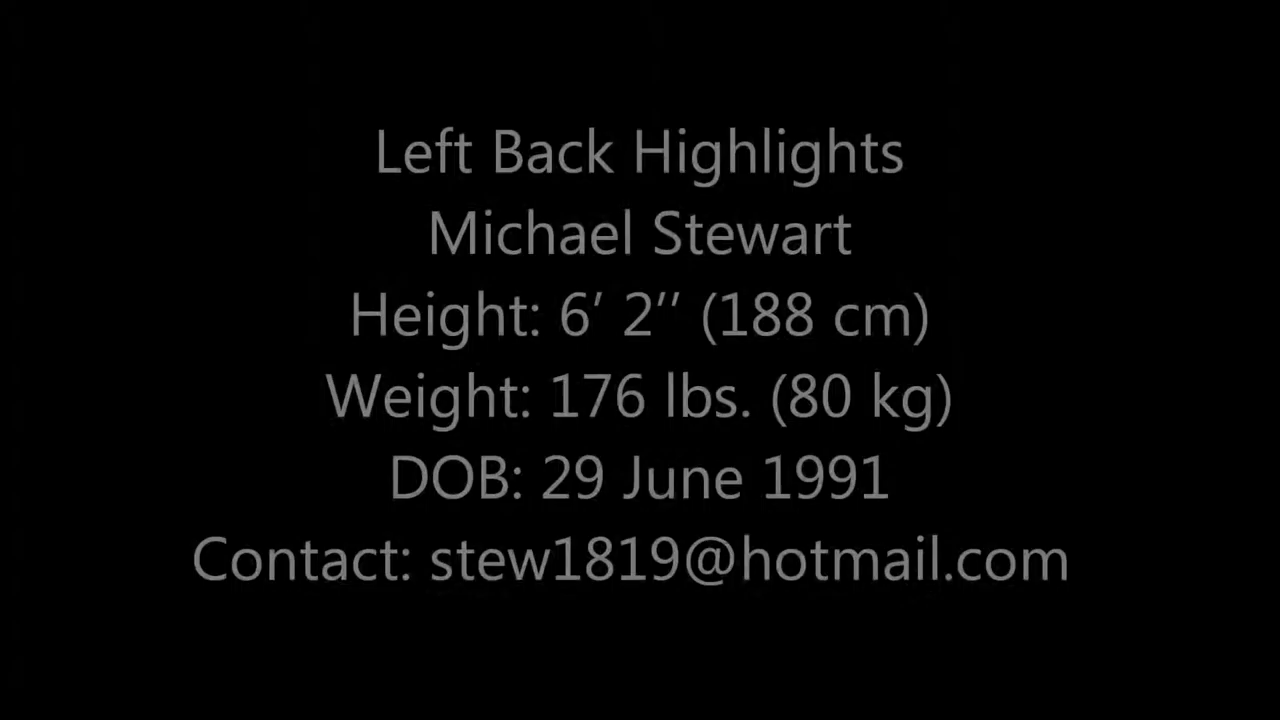 Left Back Highlights
Michael Stewart
Height: 6’ 2’’ (188 cm)
Weight: 176 lbs. (80 kg)
DOB: 29 June 1991
Contact: stew1819@hotmail.com